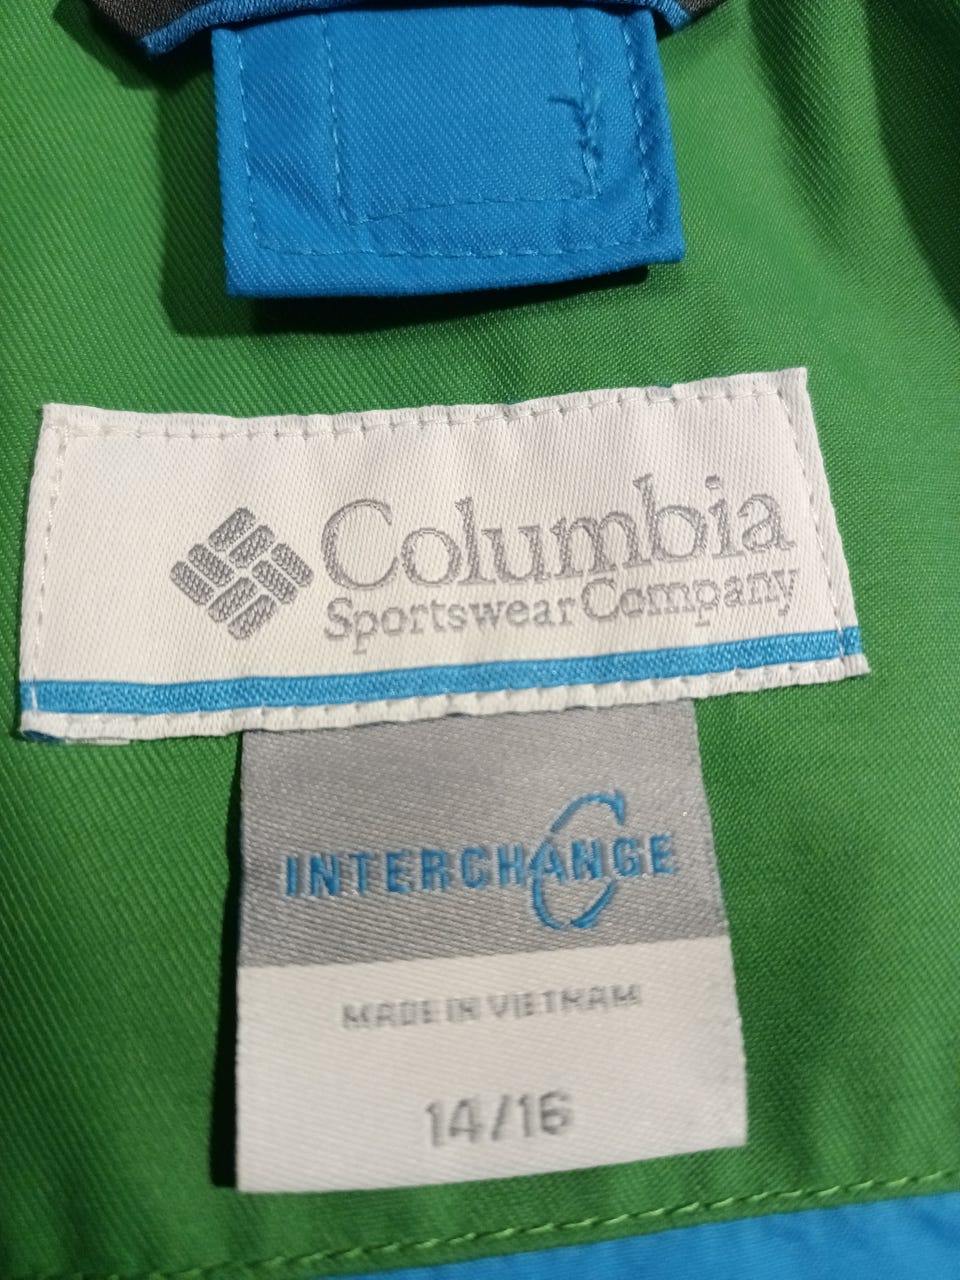 Columbia
Sportswear Company
INTERCHANGE
MADE IN VIETNAM
14/16